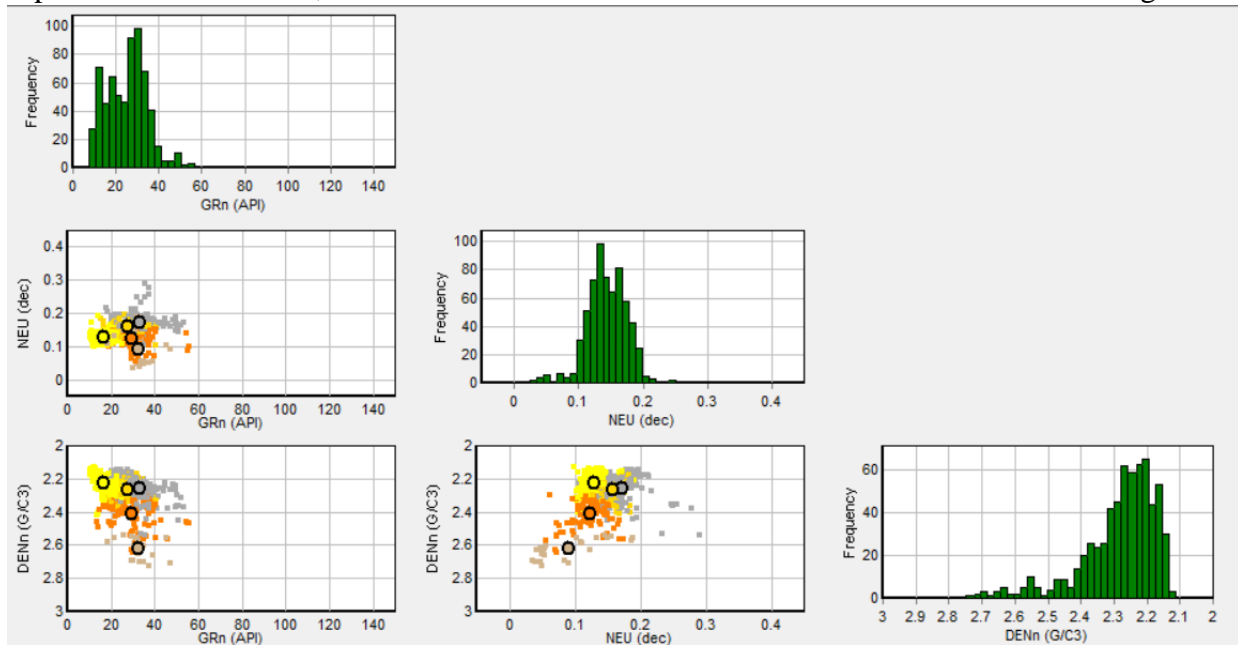 100
80
60
40
20
0
Frequency
0 20 40 60 80 100 120 140
GRn (API)
0.4
0.3
0.2
0.1
0
NEU (dec)
0 20 40 60 80 100 120 140
GRn (API)
100
80
60
40
20
0
Frequency
0 0.1 0.2 0.3 0.4
NEU (dec)
2
2.2
2.4
2.6
2.8
3
DENn (G/C3)
0 20 40 60 80 100 120 140
GRn (API)
2
2.2
2.4
2.6
2.8
3
DENn (G/C3)
0 0.1 0.2 0.3 0.4
NEU (dec)
60
40
20
0
Frequency
3 2.9 2.8 2.7 2.6 2.5 2.4 2.3 2.2 2.1 2
DENn (G/C3)